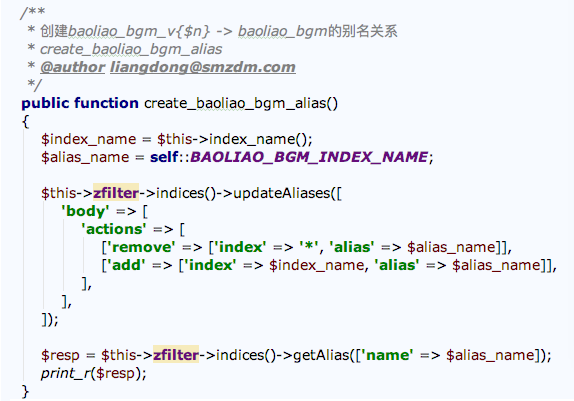 /**
 * 创建baoliao_bgm_v{$n} -> baoliao_bgm的别名关系
 * create_baoliao_bgm_alias
 * @author liangdong@smzdm.com
 */
public function create_baoliao_bgm_alias()
{
    $index_name = $this->index_name();
    $alias_name = self::BAOLIAO_BGM_INDEX_NAME;

    $this->zfilter->indices()->updateAliases([
        'body' => [
            'actions' => [
                ['remove' => ['index' => '*', 'alias' => $alias_name]],
                ['add' => ['index' => $index_name, 'alias' => $alias_name]],
            ],
        ],
    ]);

    $resp = $this->zfilter->indices()->getAlias(['name' => $alias_name]);
    print_r($resp);
}